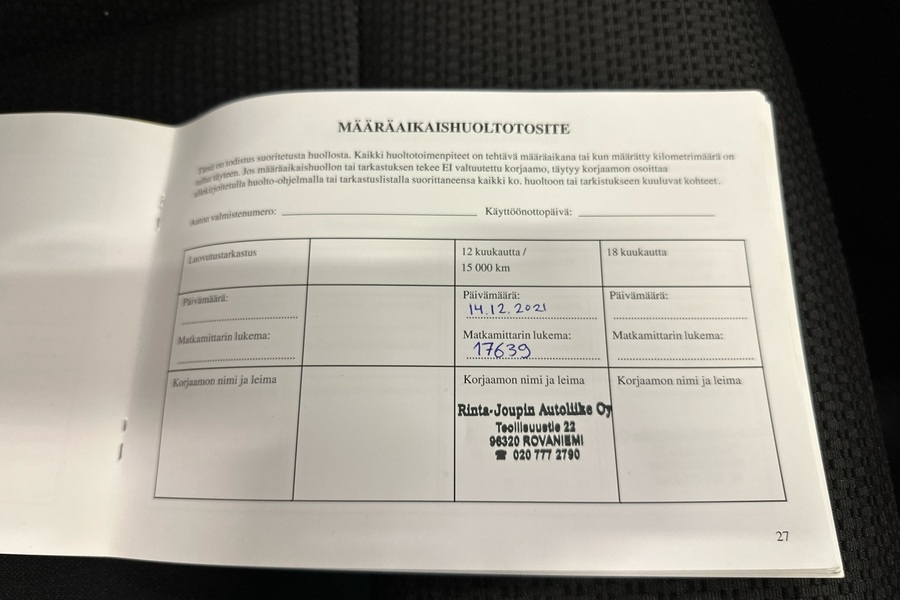 MÄÄRÄAIKAISHUOLTOTOSITE
Tämä on todistus suoritetusta huollosta. Kaikki huoltotoimenpiteet on tehtävä määräaikana tai kun määrätty kilometrimäärä on
tullut täyteen. Jos määräaikaishuollon tai tarkastuksen tekee EI valtuutettu korjaamo, täytyy korjaamon osoittaa
allekirjoitetulla huolto-ohjelmalla tai tarkastuslistalla suorittaneensa kaikki ko. huoltoon tai tarkistukseen kuuluvat kohteet.
Auton valmistenumero: Käyttöönottopäivä:
Luovutustarkastus
12 kuukautta /
15 000 km
18 kuukautta
Päivämäärä:
Päivämäärä:
14.12.2021
Päivämäärä:
Matkamittarin lukema:
Matkamittarin lukema:
17639
Matkamittarin lukema:
Korjaamon nimi ja leima
Korjaamon nimi ja leima
Rinta-Joupin Autoliike Oy
Teollisuustie 22
96320 ROVANIEMI
☎ 020 777 2790
Korjaamon nimi ja leima
27